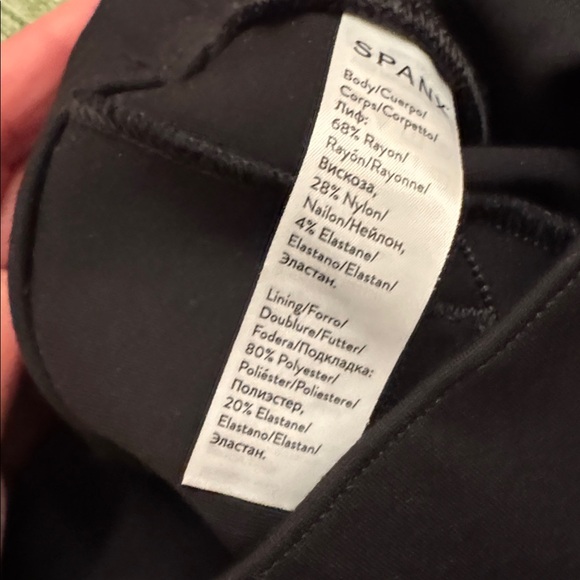 SPANX
Body/Cuerpo/
Corps/Corpetto/
Лиф:
68% Rayon/
Rayón/Rayonne/
Вискоза,
28% Nylon/
Nailon/Нейлон,
4% Elastane/
Elastano/Elastan/
Эластан.
Lining/Forro/
Doublure/Futter/
Fodera/Подкладка:
80% Polyester/
Poliéster/Poliestere/
Полиэстер,
20% Elastane/
Elastano/Elastan/
Эластан.